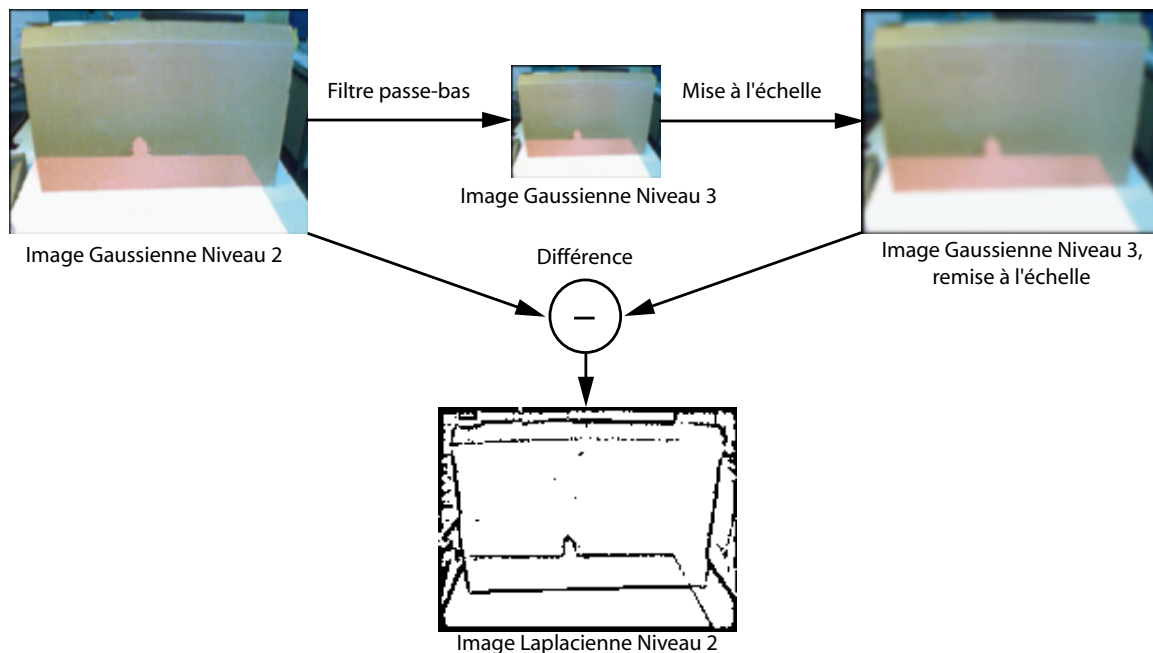 Filtre passe-bas
Mise à l'échelle
Image Gaussienne Niveau 3
Image Gaussienne Niveau 2
Image Gaussienne Niveau 3,
remise à l'échelle
Différence
–
Image Laplacienne Niveau 2